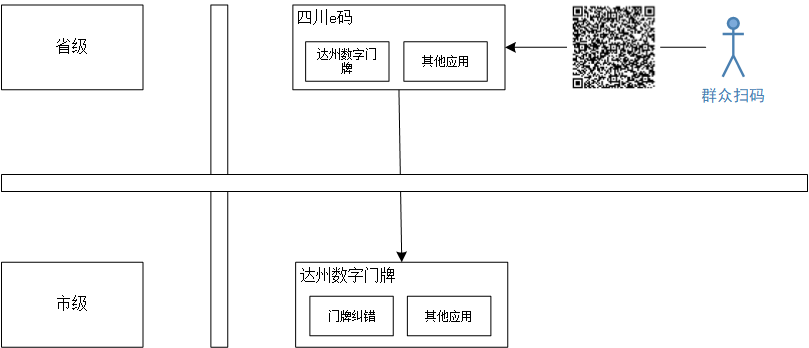 省级
四川e码
达州数字门
牌
其他应用
群众扫码
市级
达州数字门牌
门牌纠错
其他应用